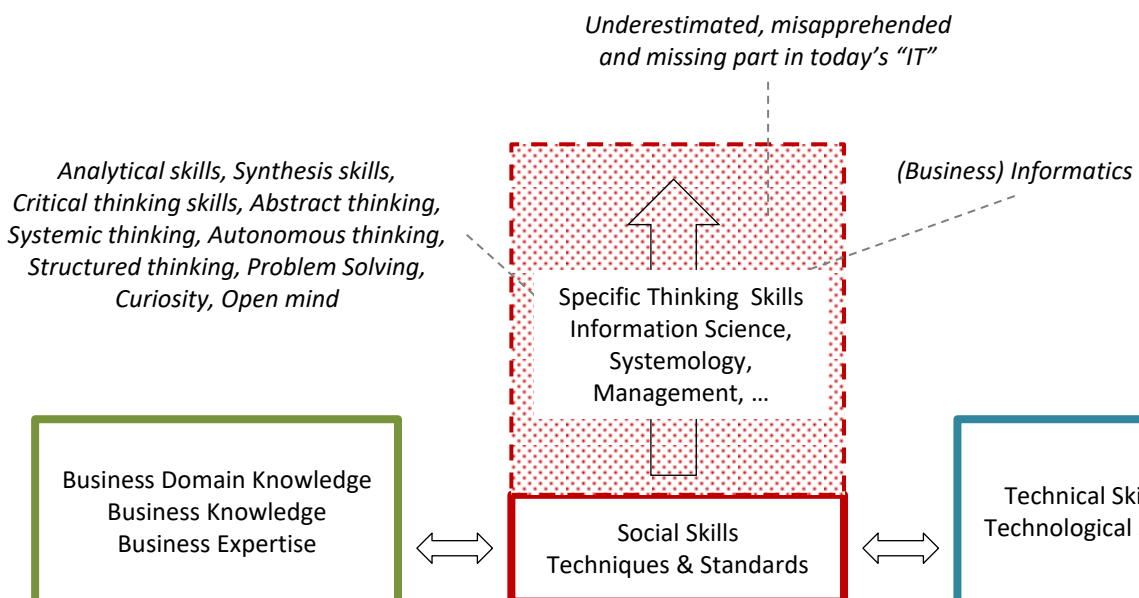 Underestimated, misapprehended
and missing part in today’s “IT”
Analytical skills, Synthesis skills,
Critical thinking skills, Abstract thinking,
Systemic thinking, Autonomous thinking,
Structured thinking, Problem Solving,
Curiosity, Open mind
(Business) Informatics
Specific Thinking Skills
Information Science,
Systemology,
Management, …
Business Domain Knowledge
Business Knowledge
Business Expertise
Social Skills
Techniques & Standards
Technical
Technological